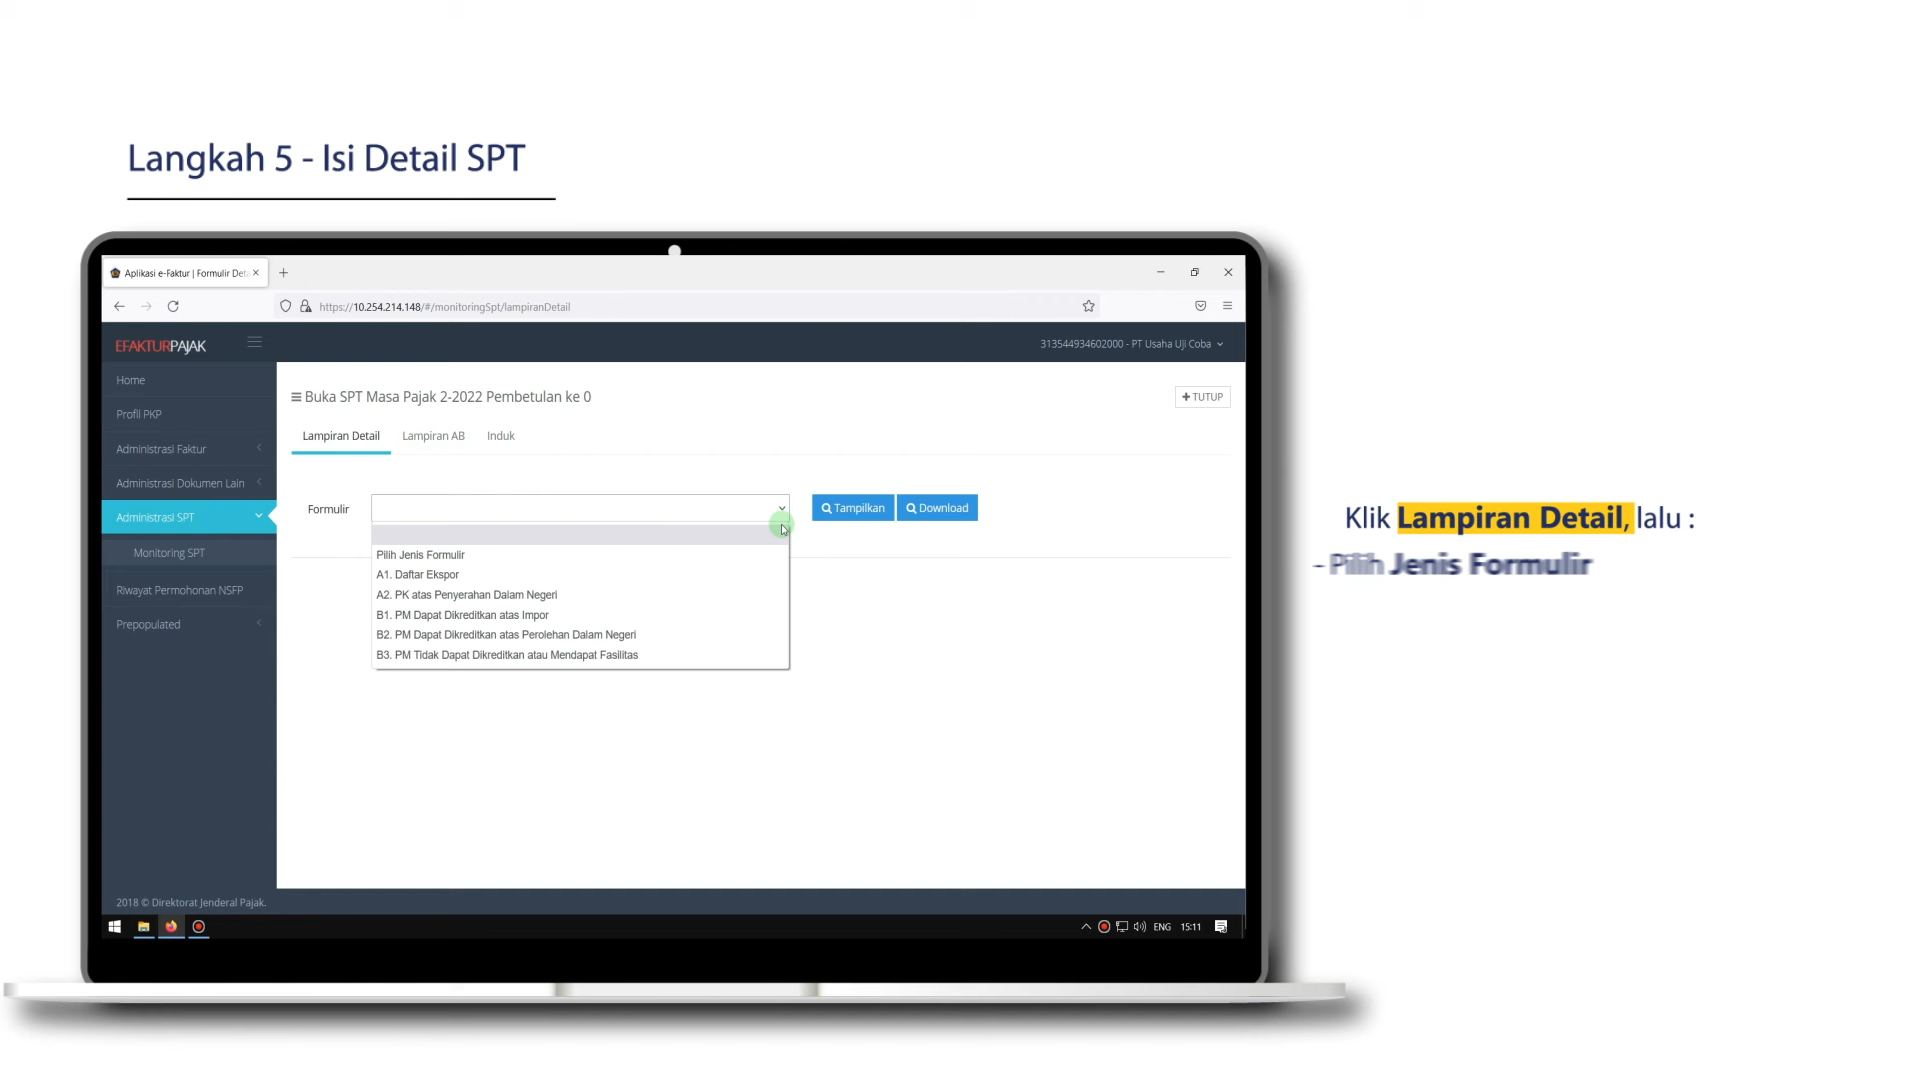 Langkah 5 - Isi Detail SPT
Aplikasi e-Faktur | Formulir Deta
https://10.254.214.148/#/monitoringSpt/lampiranDetail
EFAKTURPAJAK
313544934602000 - PT Usaha Uji Coba
Home
Profil PKP
Administrasi Faktur
Administrasi Dokumen Lain
Administrasi SPT
Monitoring SPT
Riwayat Permohonan NSFP
Prepopulated
Buka SPT Masa Pajak 2-2022 Pembetulan ke 0
TUTUP
Lampiran Detail Lampiran AB Induk
Formulir
Tampilkan Download
Pilih Jenis Formulir
A1. Daftar Ekspor
A2. PK atas Penyerahan Dalam Negeri
B1. PM Dapat Dikreditkan atas Impor
B2. PM Dapat Dikreditkan atas Perolehan Dalam Negeri
B3. PM Tidak Dapat Dikreditkan atau Mendapat Fasilitas
2018 © Direktorat Jenderal Pajak.
ENG 15:11
Klik Lampiran Detail, lalu :
- Pilih Jenis Formulir